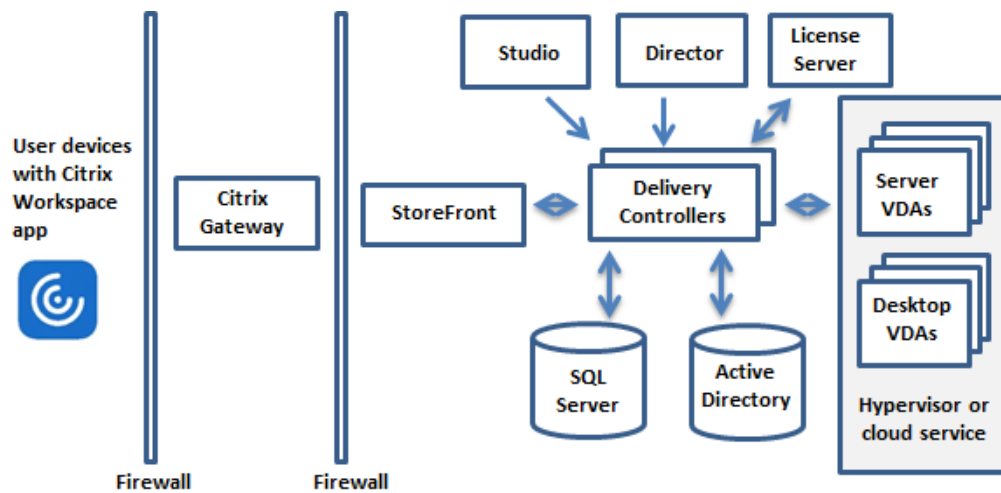 Studio
Director
License
Server
User devices
with Citrix
Workspace
app
Citrix
Gateway
StoreFront
Delivery
Controllers
Server
VDAs
Desktop
VDAs
SQL
Server
Active
Directory
Hypervisor or
cloud service
Firewall
Firewall